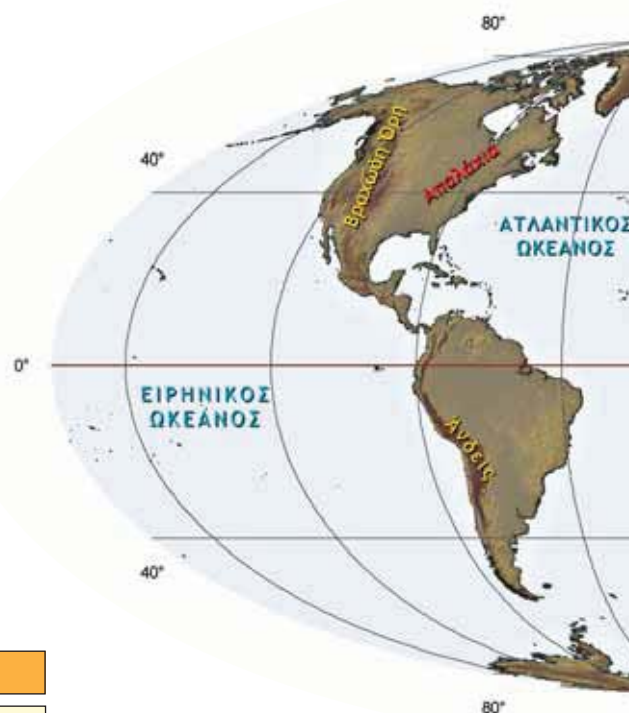 80°
40°
Βραχώδη Όρη
Απαλάχια
ΑΤΛΑΝΤΙΚΟΣ
ΩΚΕΑΝΟΣ
0°
ΕΙΡΗΝΙΚΟΣ
ΩΚΕΑΝΟΣ
Άνδεις
40°
80°